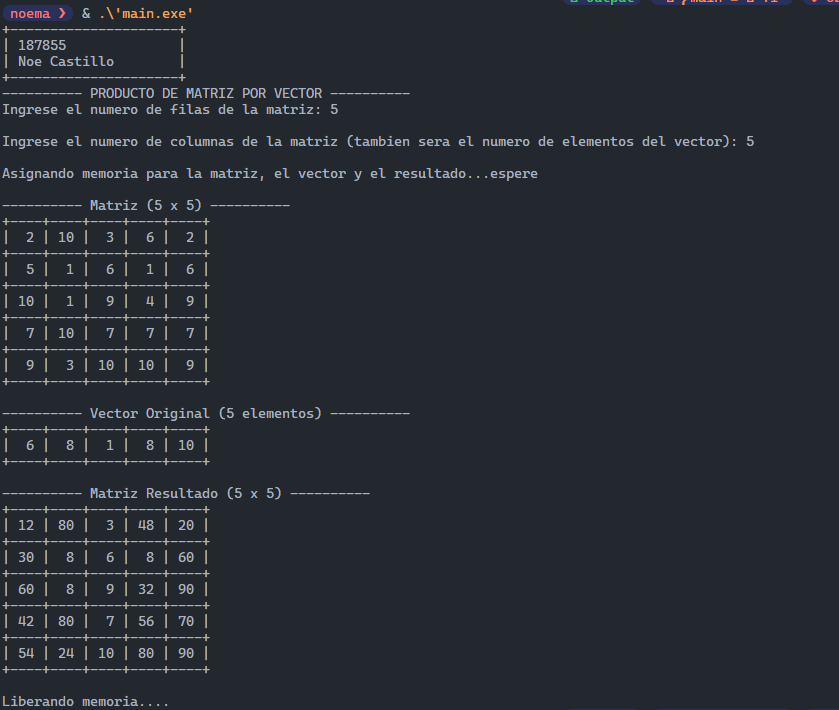 output main
noema ❯ & .\'main.exe'
+--------------------+
| 187855             |
| Noe Castillo       |
+--------------------+
---------- PRODUCTO DE MATRIZ POR VECTOR ----------
Ingrese el numero de filas de la matriz: 5
Ingrese el numero de columnas de la matriz (tambien sera el numero de elementos del vector): 5
Asignando memoria para la matriz, el vector y el resultado...espere
---------- Matriz (5 x 5) ----------
+----+----+----+----+----+
|  2 | 10 |  3 |  6 |  2 |
+----+----+----+----+----+
|  5 |  1 |  6 |  1 |  6 |
+----+----+----+----+----+
| 10 |  1 |  9 |  4 |  9 |
+----+----+----+----+----+
|  7 | 10 |  7 |  7 |  7 |
+----+----+----+----+----+
|  9 |  3 | 10 | 10 |  9 |
+----+----+----+----+----+
---------- Vector Original (5 elementos) ----------
+----+----+----+----+----+
|  6 |  8 |  1 |  8 | 10 |
+----+----+----+----+----+
---------- Matriz Resultado (5 x 5) ----------
+----+----+----+----+----+
| 12 | 80 |  3 | 48 | 20 |
+----+----+----+----+----+
| 30 |  8 |  6 |  8 | 60 |
+----+----+----+----+----+
| 60 |  8 |  9 | 32 | 90 |
+----+----+----+----+----+
| 42 | 80 |  7 | 56 | 70 |
+----+----+----+----+----+
| 54 | 24 | 10 | 80 | 90 |
+----+----+----+----+----+
Liberando memoria....